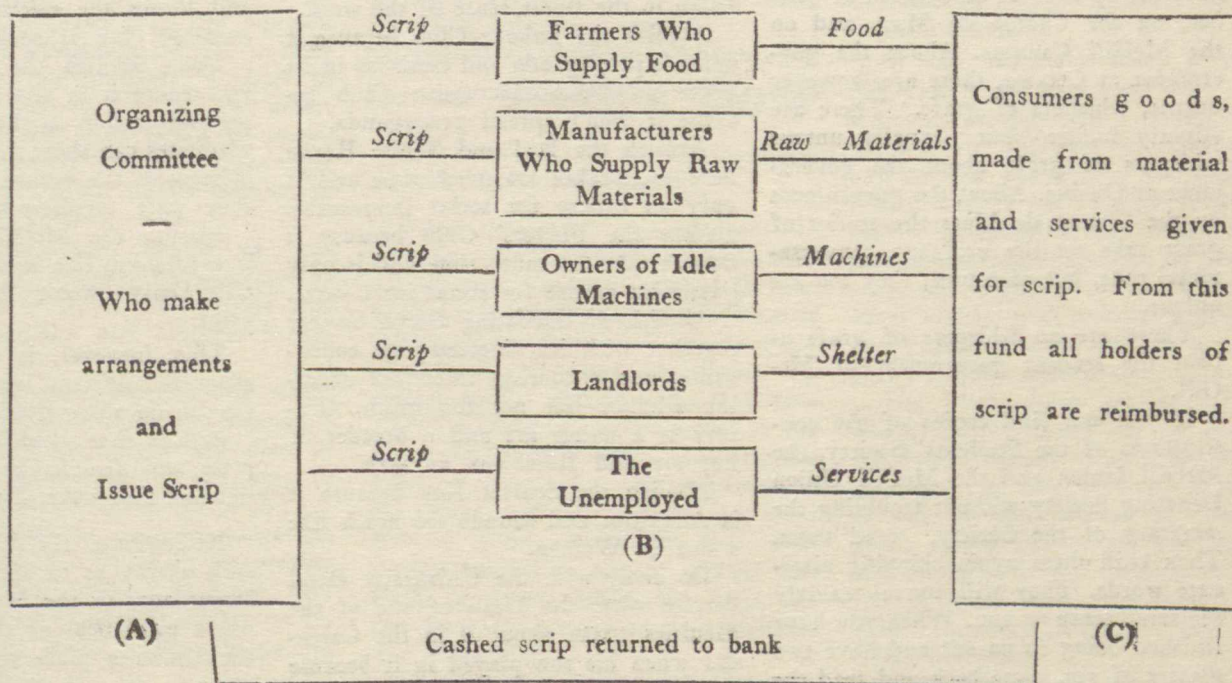 Organizing
Committee
—
Who make
arrangements
and
Issue Scrip
(A)
Scrip
Scrip
Scrip
Scrip
Scrip
Farmers Who
Supply Food
Manufacturers
Who Supply Raw
Materials
Owners of Idle
Machines
Landlords
The
Unemployed
(B)
Food
Raw Materials
Machines
Shelter
Services
Consumers goods,
made from material
and services given
for scrip. From this
fund all holders of
scrip are reimbursed.
(C)
Cashed scrip returned to bank